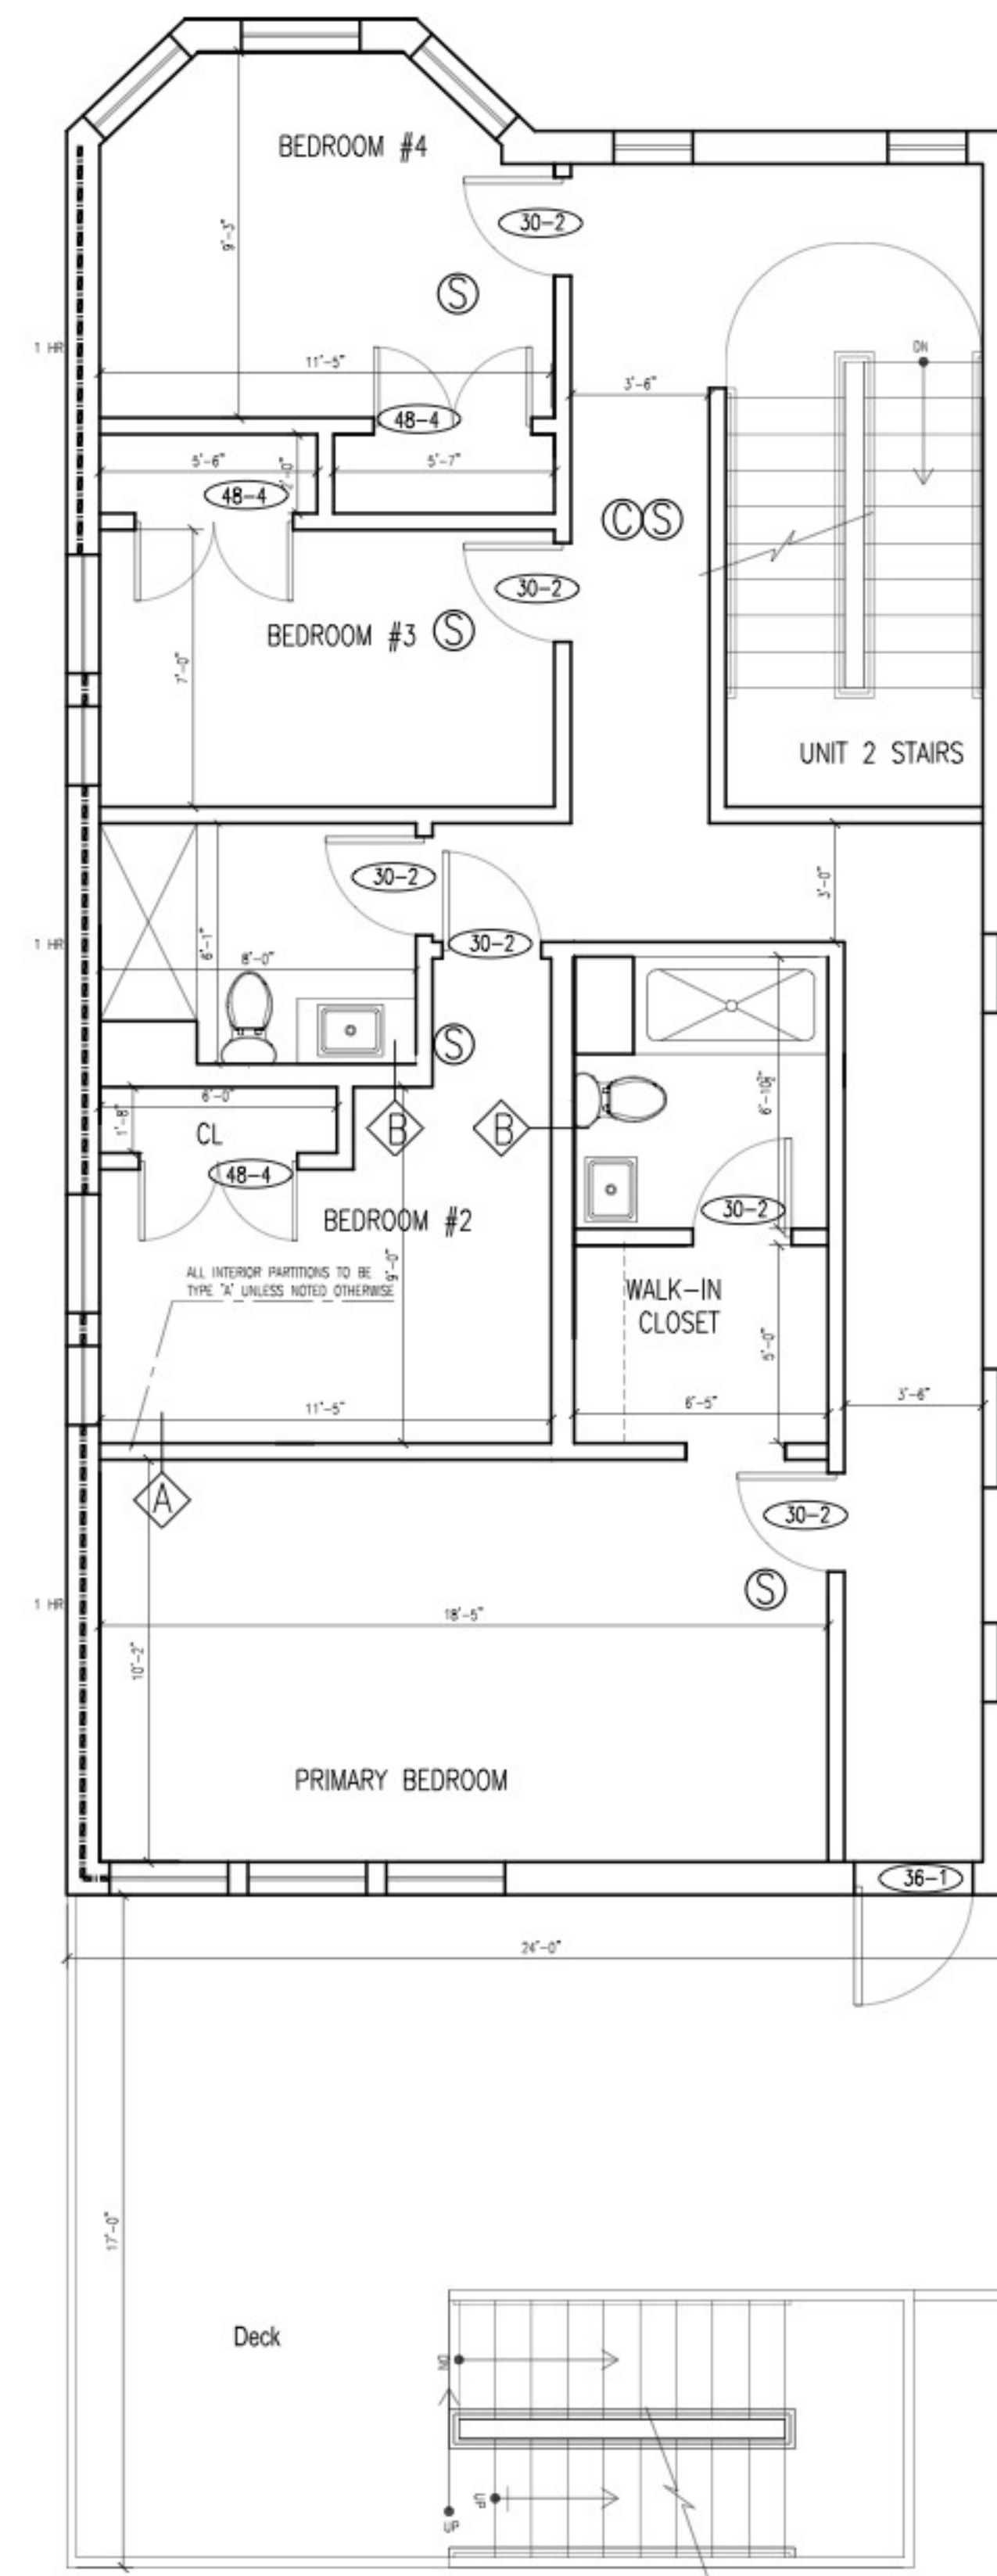 BEDROOM #4
30-2
9'-3"
S
1 HR
11'-5"
DN
3'-6"
48-4
5'-6"
2'-0"
5'-7"
48-4
C S
30-2
BEDROOM #3 S
7'-0"
UNIT 2 STAIRS
30-2
3'-0"
1 HR
6'-1"
8'-0"
30-2
S
6'-10½"
1'-8"
6'-0"
CL
B
B
48-4
30-2
BEDROOM #2
ALL INTERIOR PARTITIONS TO BE
TYPE "A" UNLESS NOTED OTHERWISE
9'-0"
WALK-IN
CLOSET
5'-0"
11'-5"
6'-5"
3'-6"
A
30-2
S
1 HR
18'-5"
10'-2"
PRIMARY BEDROOM
36-1
24'-0"
17'-0"
Deck
DN
UP
UP